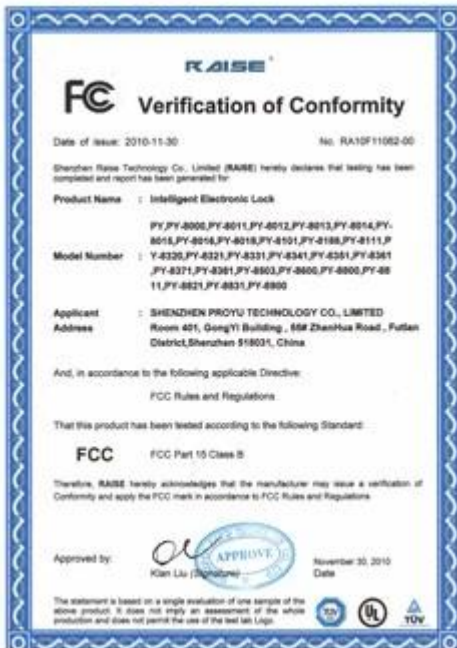 RAISE
FC Verification of Conformity
Date of issue: 2010-11-30 No. RA10F11062-00
Shenzhen Raise Technology Co., Limited (RAISE) hereby declares that testing has been
completed and report has been generated for
Product Name : Intelligent Electronic Lock
PY,PY-8000,PY-8011,PY-8012,PY-8013,PY-8014,PY-
8015,PY-8016,PY-8018,PY-8101,PY-8188,PY-8111,P
Model Number : Y-8320,PY-8321,PY-8331,PY-8341,PY-8351,PY-8361
,PY-8371,PY-8381,PY-8503,PY-8600,PY-8800,PY-88
11,PY-8821,PY-8831,PY-8900
Applicant : SHENZHEN PROYU TECHNOLOGY CO., LIMITED
Address Room 401, GongYi Building , 68# ZhenHua Road , Futian
District,Shenzhen 518031, China
And, in accordance to the following applicable Directive:
FCC Rules and Regulations
That this product has been tested according to the following Standard:
FCC FCC Part 15 Class B
Therefore, RAISE hereby acknowledges that the manufacturer may issue a verification of
Conformity and apply the FCC mark in accordance to FCC Rules and Regulations
APPROVE
Approved by: November 30, 2010
Kian Liu (Signature) Date
The statement is based on a single evaluation of one sample of the
above product. It does not imply an assessment of the whole
production and does not permit the use of the test lab Logo.
TUV UL TÜV